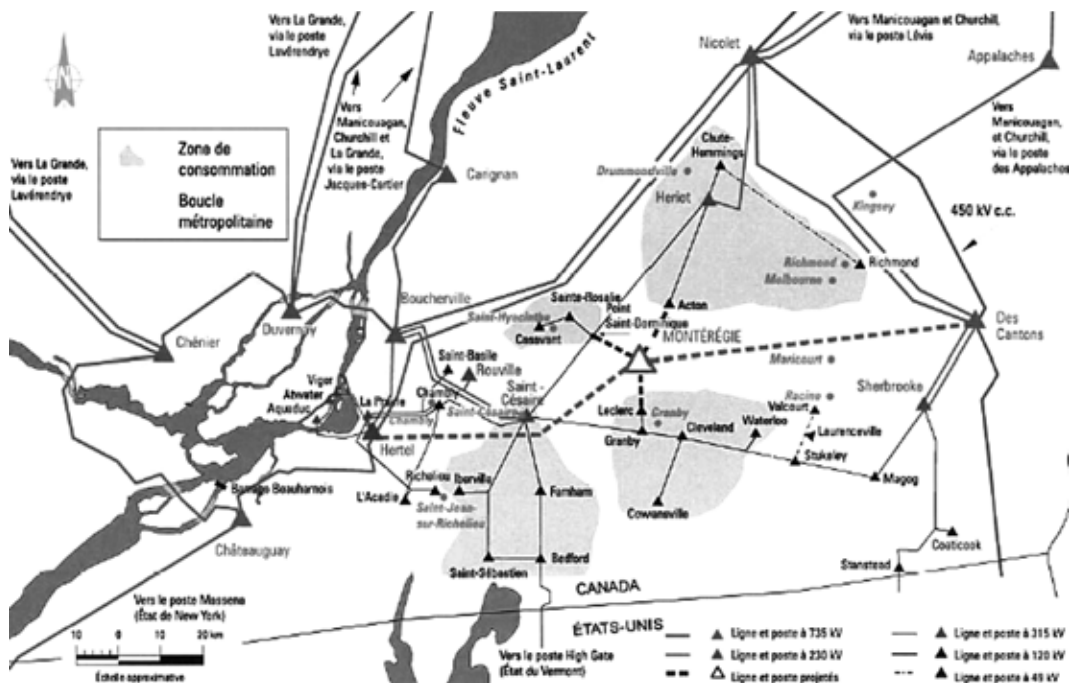 Vers La Grande,
via le poste
Lavérendrye
Nicolet
Vers Manicouagan et Churchill,
via le poste Lévis
Appalaches
N
Fleuve Saint-Laurent
Vers
Manicouagan,
Churchill et
La Grande,
via le poste
Jacques-Cartier
Vers
Manicouagan,
et Churchill,
via le poste
des Appalaches
Zone de
consommation
Boucle
métropolitaine
Vers La Grande,
via le poste
Lavérendrye
Carignan
Chute-
Hemmings
Drummondville
Heriot
Kingsey
450 kV c.c.
Richmond
Richmond
Melbourne
Boucherville
Duvernay
Chénier
Sainte-Rosalie
Saint-Hyacinthe
Casavant
Point
Saint-Dominique
Acton
MONTÉRÉGIE
Des
Cantons
Maricourt
Saint-Basile
Rouville
Viger
Atwater
Aqueduc
La Prairie
Chambly
Chambly
Saint-Césaire
Saint-
Césaire
Hertel
Leclerc
Granby
Granby
Cleveland
Waterloo
Racine
Valcourt
Laurenceville
Stukeley
Sherbrooke
Magog
Barrage Beauharnois
Châteauguay
L'Acadie
Richelieu
Iberville
Saint-Jean-
sur-Richelieu
Farnham
Cowansville
Saint-Sébastien
Bedford
Coaticook
Stanstead
CANADA
ÉTATS-UNIS
Vers le poste Massena
(État de New York)
10 0 10 20 km
Échelle approximative
Vers le poste High Gate
(État du Vermont)
Ligne et poste à 735 kV
Ligne et poste à 230 kV
Ligne et poste projetés
Ligne et poste à 315 kV
Ligne et poste à 120 kV
Ligne et poste à 49 kV